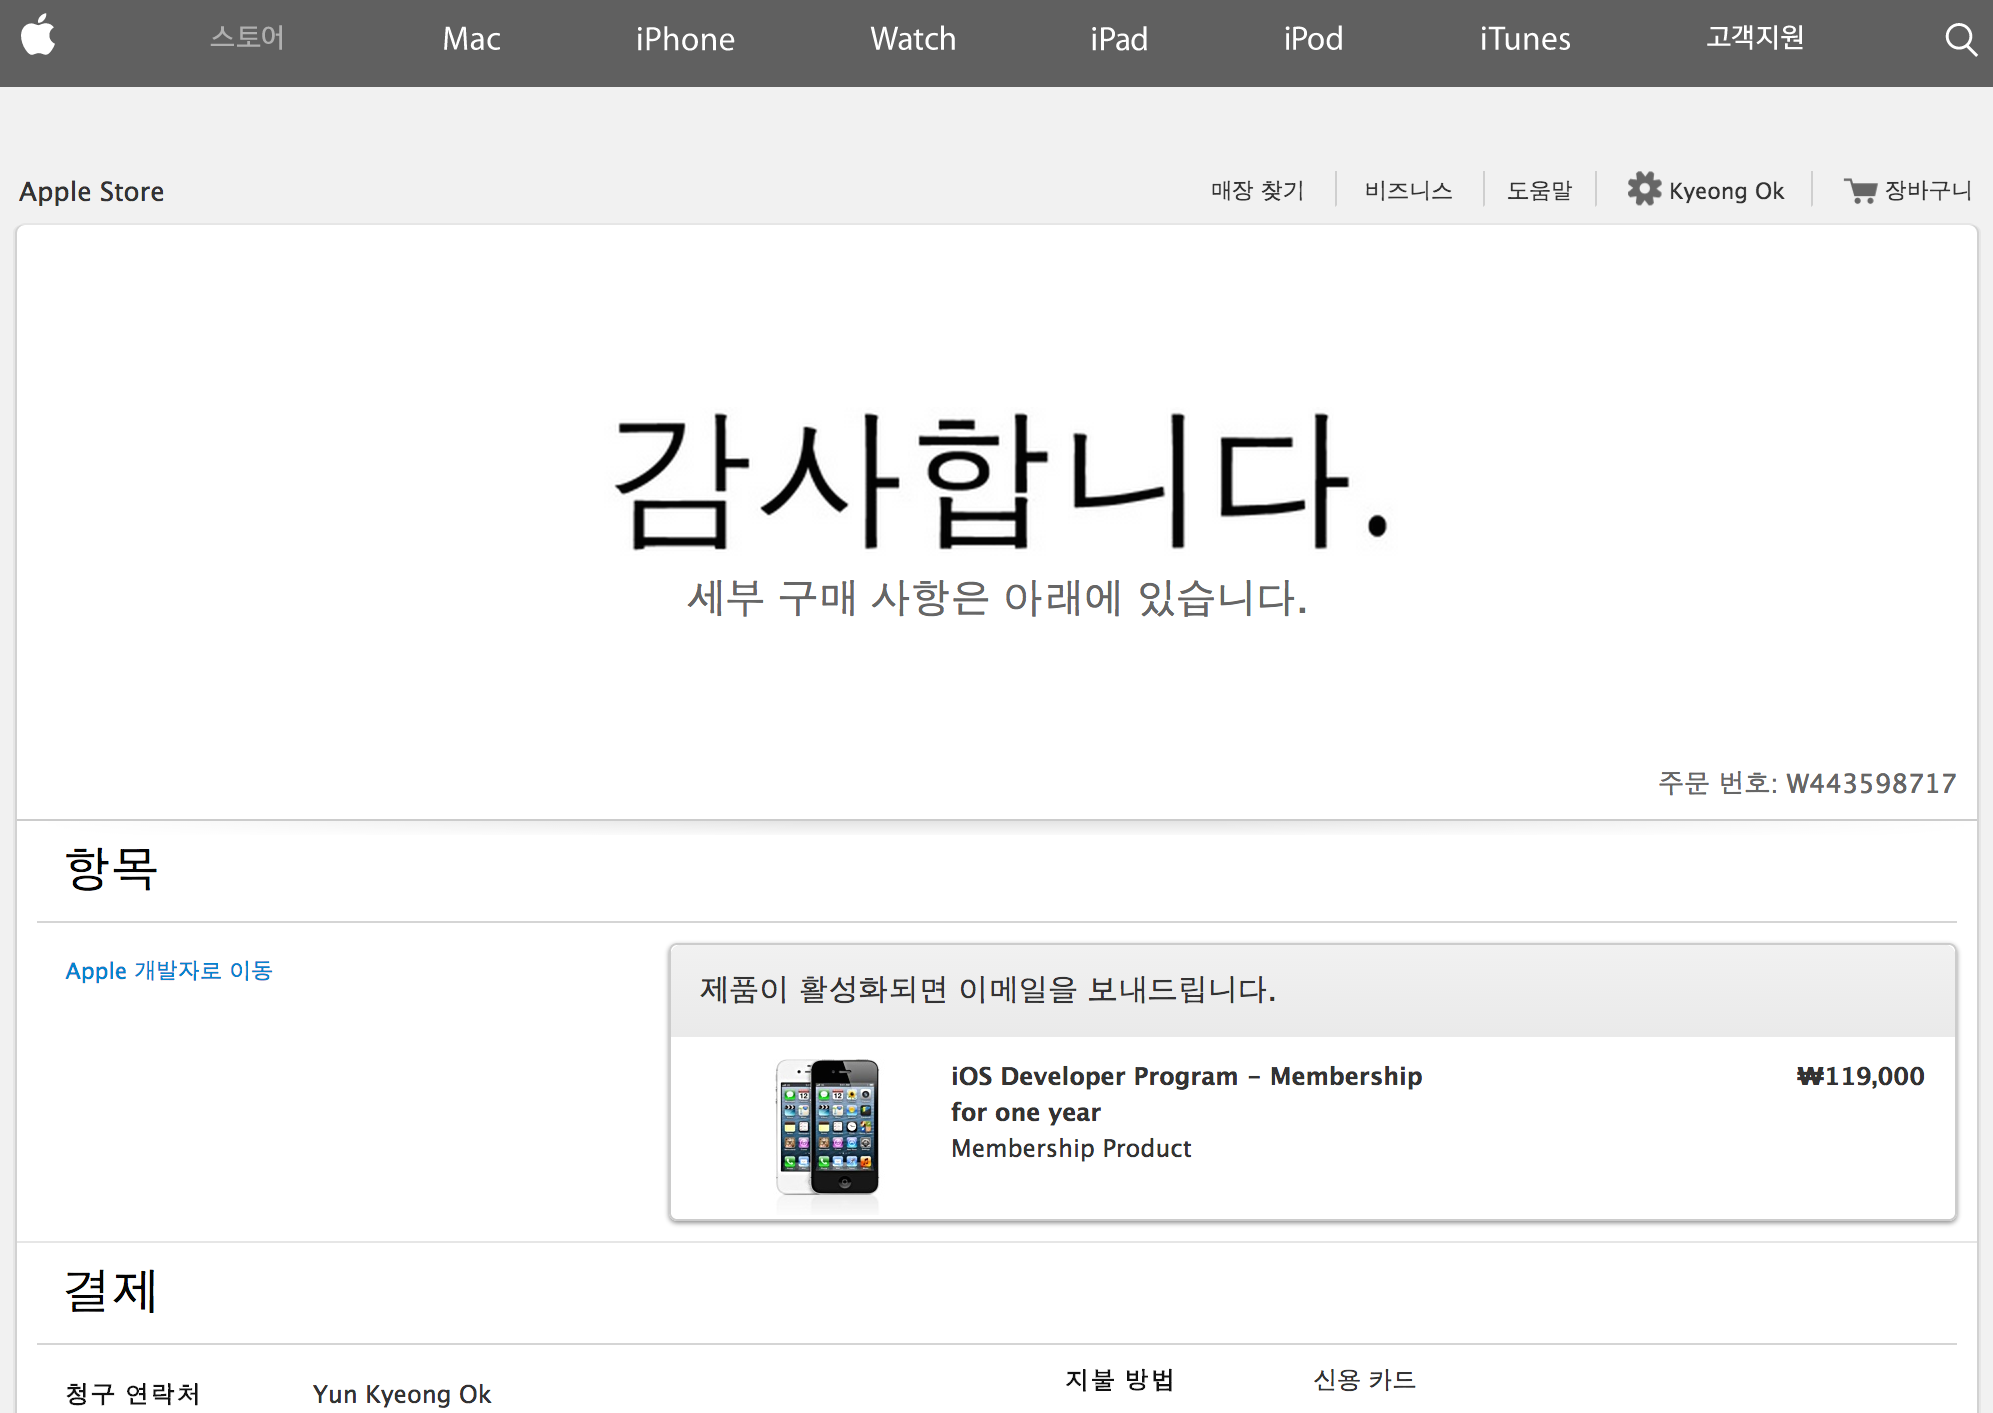 스토어 Mac iPhone Watch iPad iPod iTunes 고객지원
Apple Store 매장 찾기 비즈니스 도움말 Kyeong Ok 장바구니
감사합니다.
세부 구매 사항은 아래에 있습니다.
주문 번호: W443598717
항목
Apple 개발자로 이동
제품이 활성화되면 이메일을 보내드립니다.
iOS Developer Program – Membership ₩119,000
for one year
Membership Product
결제
청구 연락처 Yun Kyeong Ok 지불 방법 신용 카드